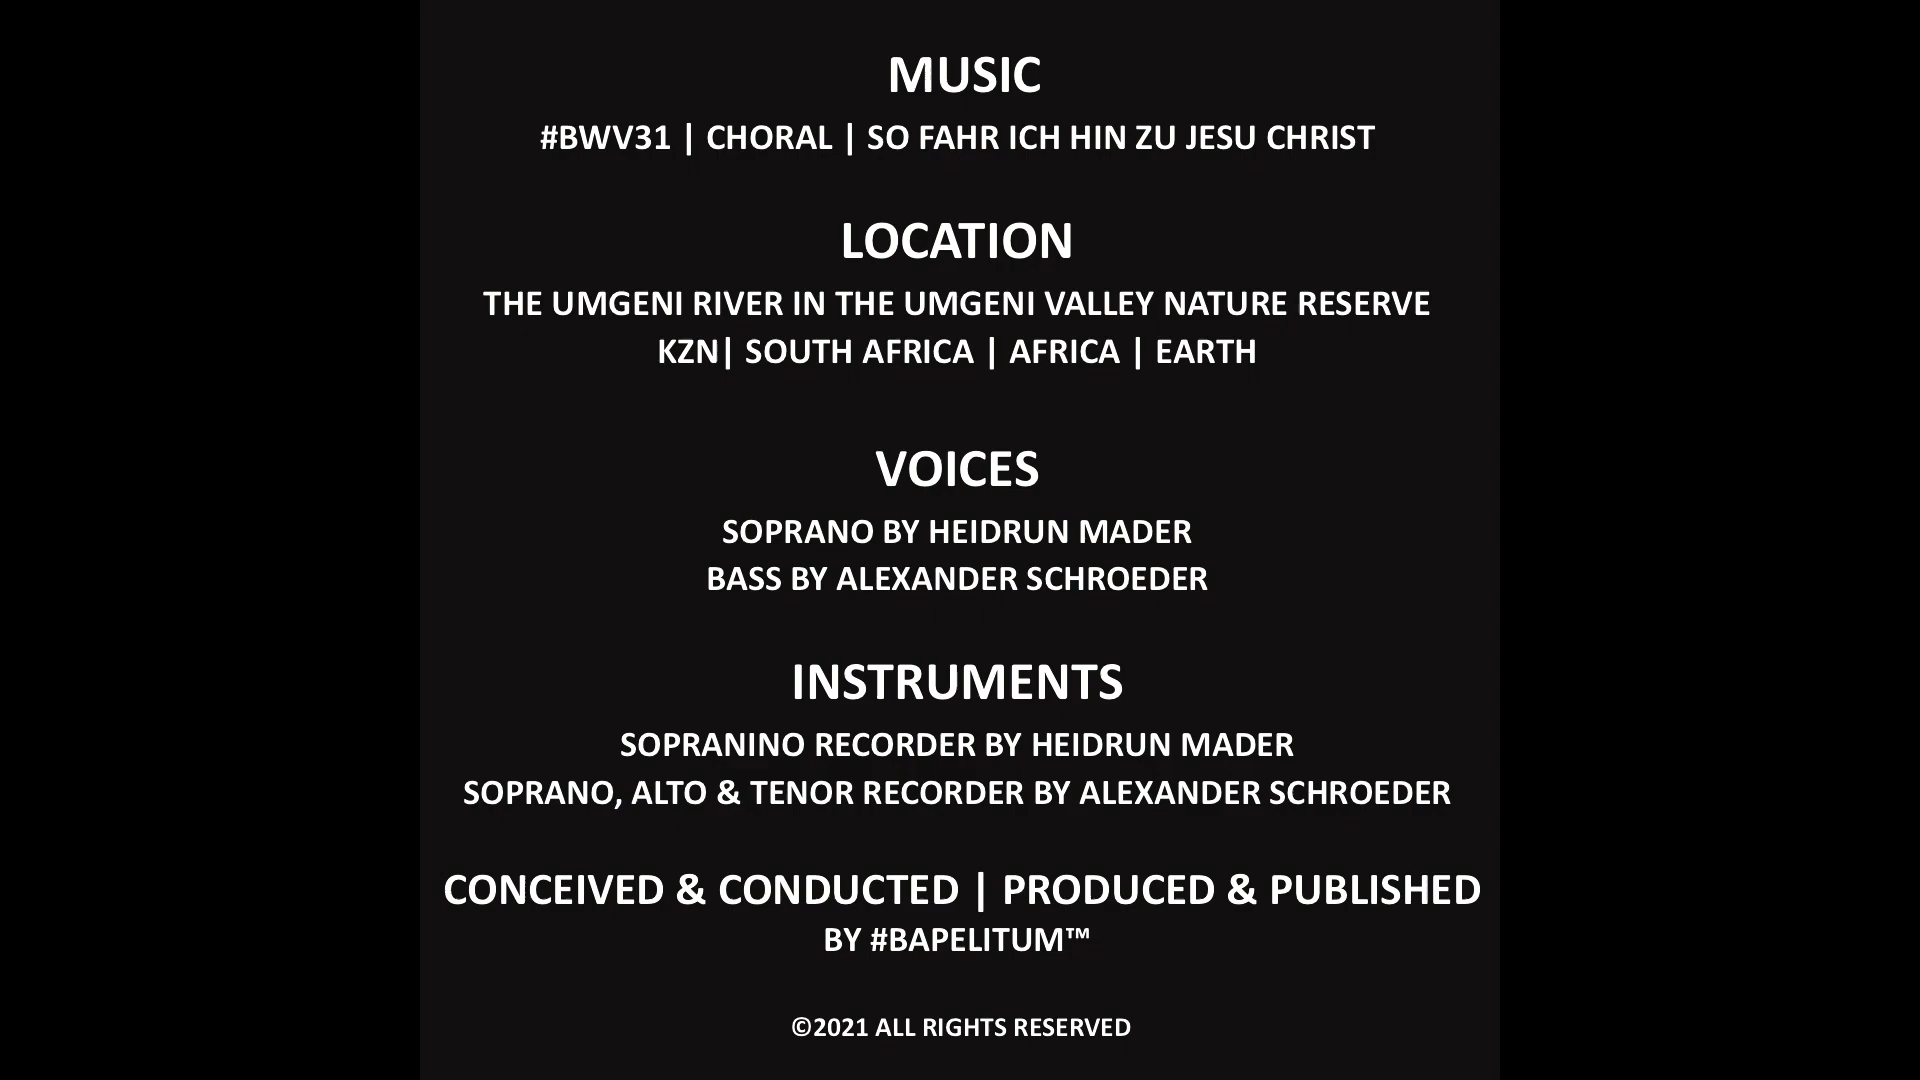 MUSIC
#BWV31 | CHORAL | SO FAHR ICH HIN ZU JESU CHRIST
LOCATION
THE UMGENI RIVER IN THE UMGENI VALLEY NATURE RESERVE
KZN| SOUTH AFRICA | AFRICA | EARTH
VOICES
SOPRANO BY HEIDRUN MADER
BASS BY ALEXANDER SCHROEDER
INSTRUMENTS
SOPRANINO RECORDER BY HEIDRUN MADER
SOPRANO, ALTO & TENOR RECORDER BY ALEXANDER SCHROEDER
CONCEIVED & CONDUCTED | PRODUCED & PUBLISHED
BY #BAPELITUM™
©2021 ALL RIGHTS RESERVED